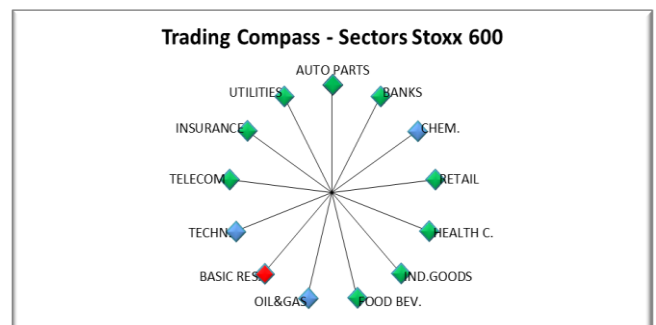 Trading Compass - Sectors Stoxx 600
AUTO PARTS
UTILITIES
BANKS
INSURANCE
CHEM.
TELECOM
RETAIL
TECHN.
HEALTH C.
BASIC RES.
IND.GOODS
OIL&GAS
FOOD BEV.